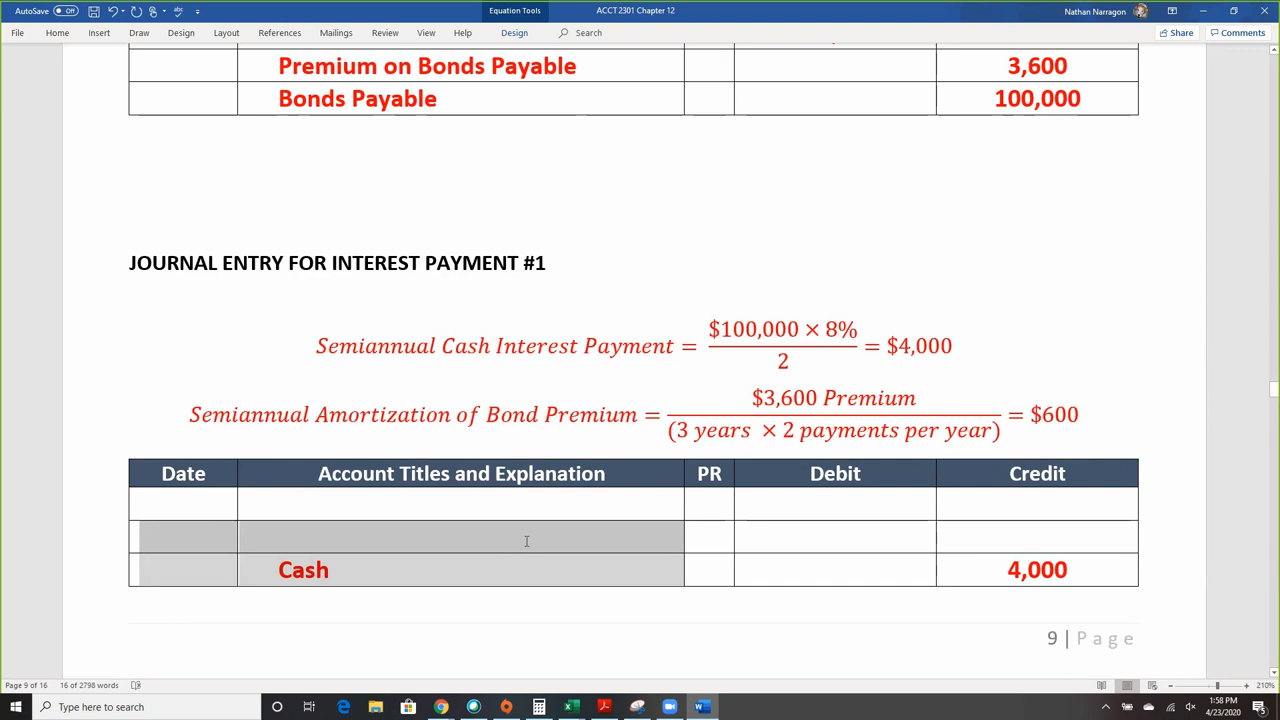 AutoSave Off Equation Tools ACCT 2301 Chapter 12 Nathan Narragon
File Home Insert Draw Design Layout References Mailings Review View Help Design Search Share Comments
Premium on Bonds Payable 3,600
Bonds Payable 100,000
JOURNAL ENTRY FOR INTEREST PAYMENT #1
Semiannual Cash Interest Payment = $100,000 × 8% / 2 = $4,000
Semiannual Amortization of Bond Premium = $3,600 Premium / (3 years × 2 payments per year) = $600
Date Account Titles and Explanation PR Debit Credit
Cash 4,000
9 | Page
Page 9 of 16 16 of 2798 words 210%
Type here to search 1:58 PM
4/23/2020